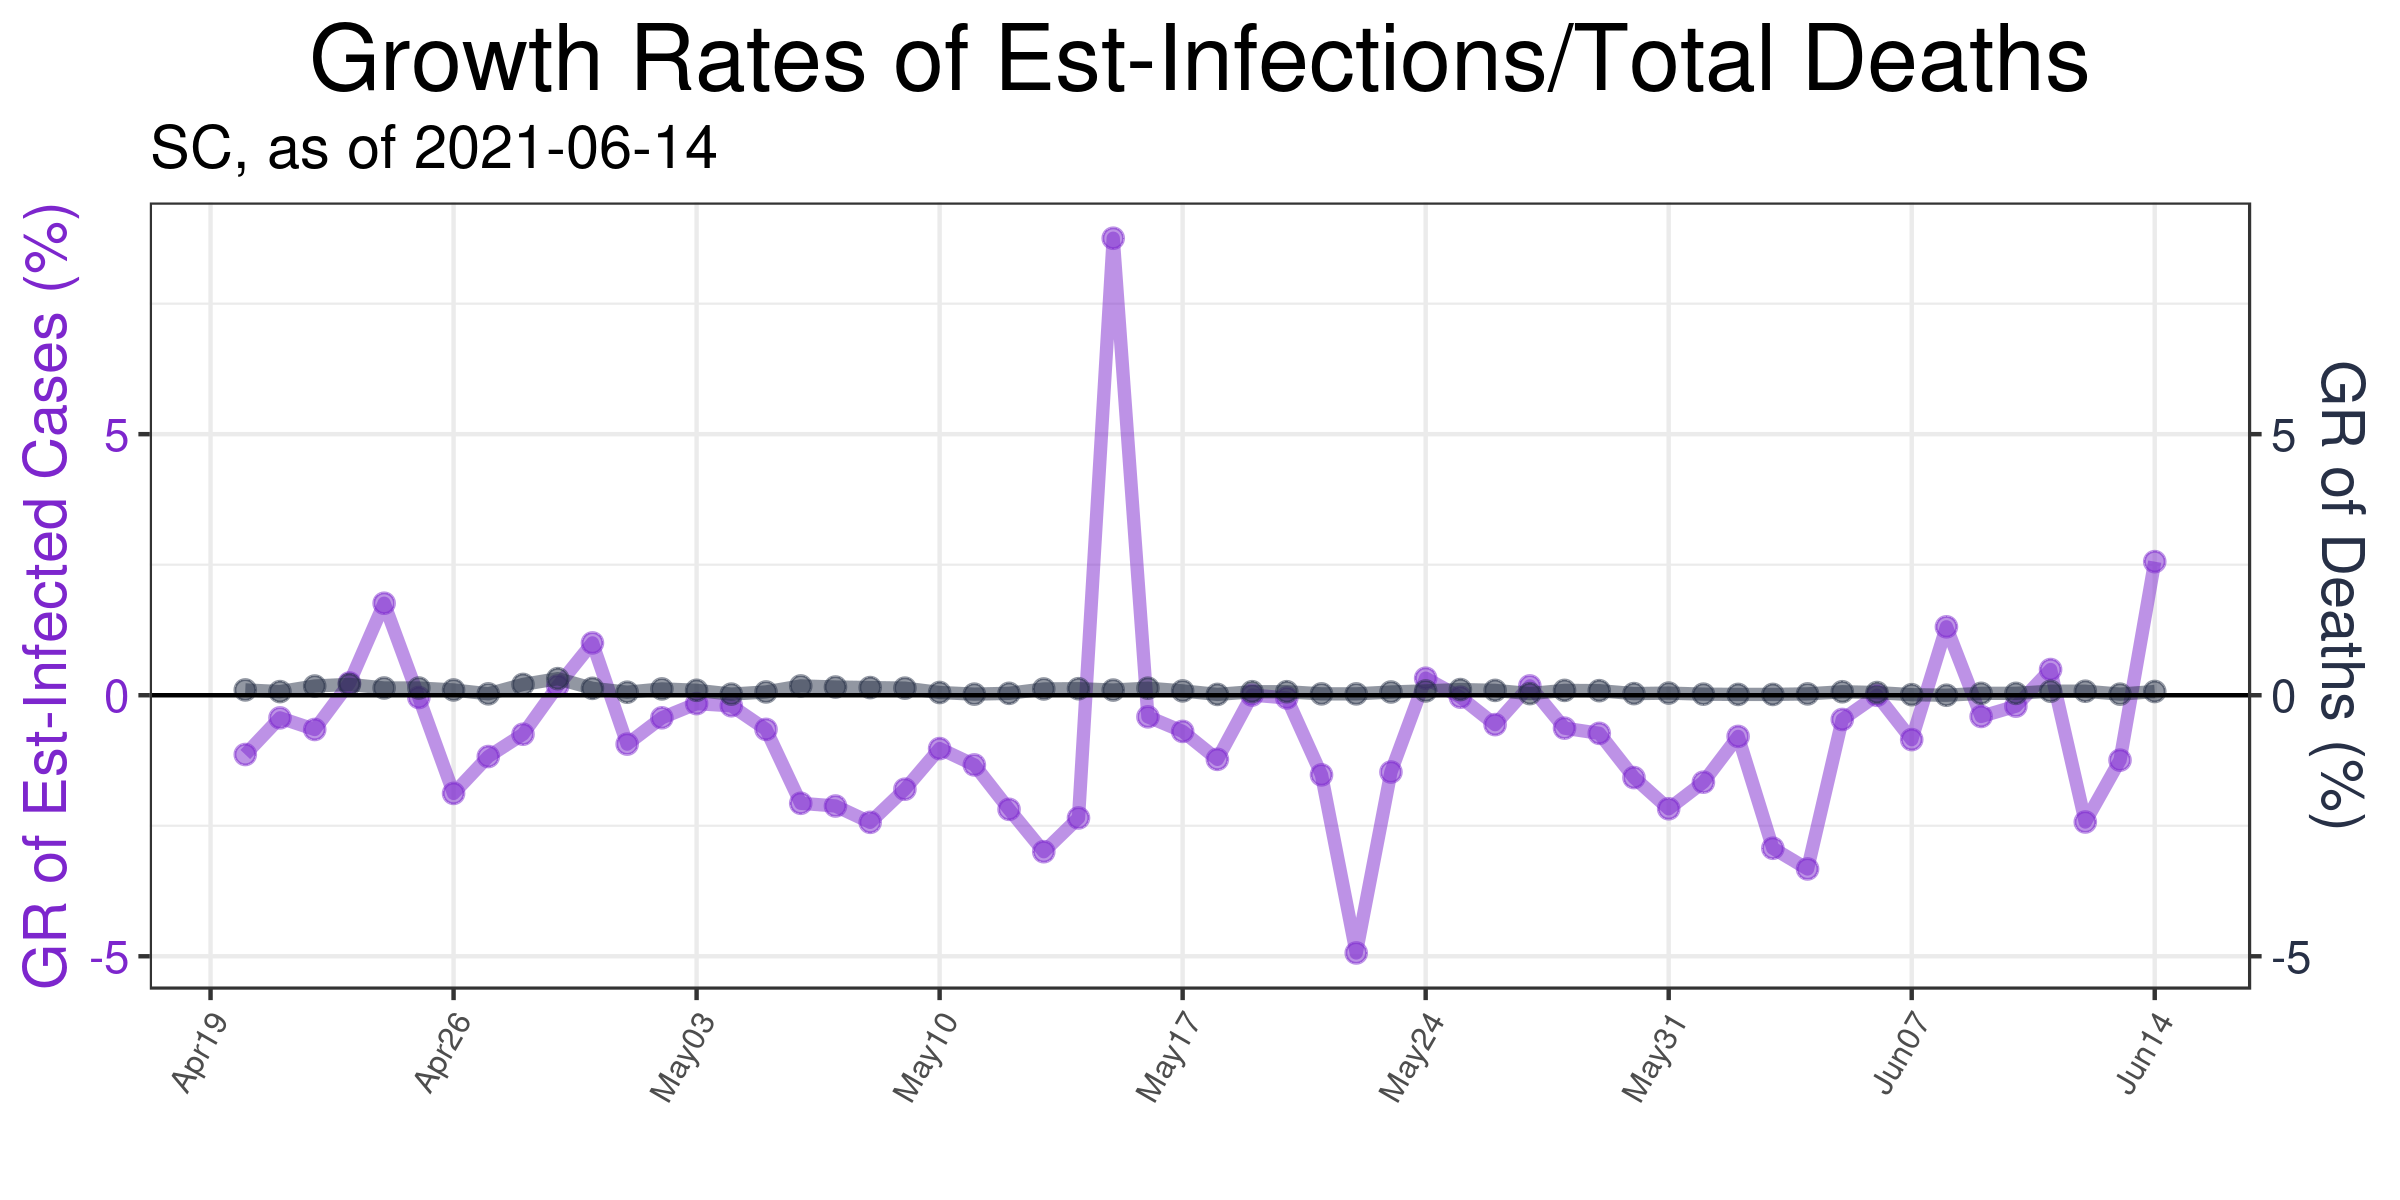 Growth Rates of Est-Infections/Total Deaths
SC, as of 2021-06-14
GR of Est-Infected Cases (%)
5
0
-5
GR of Deaths (%)
5
0
-5
Apr19
Apr26
May03
May10
May17
May24
May31
Jun07
Jun14